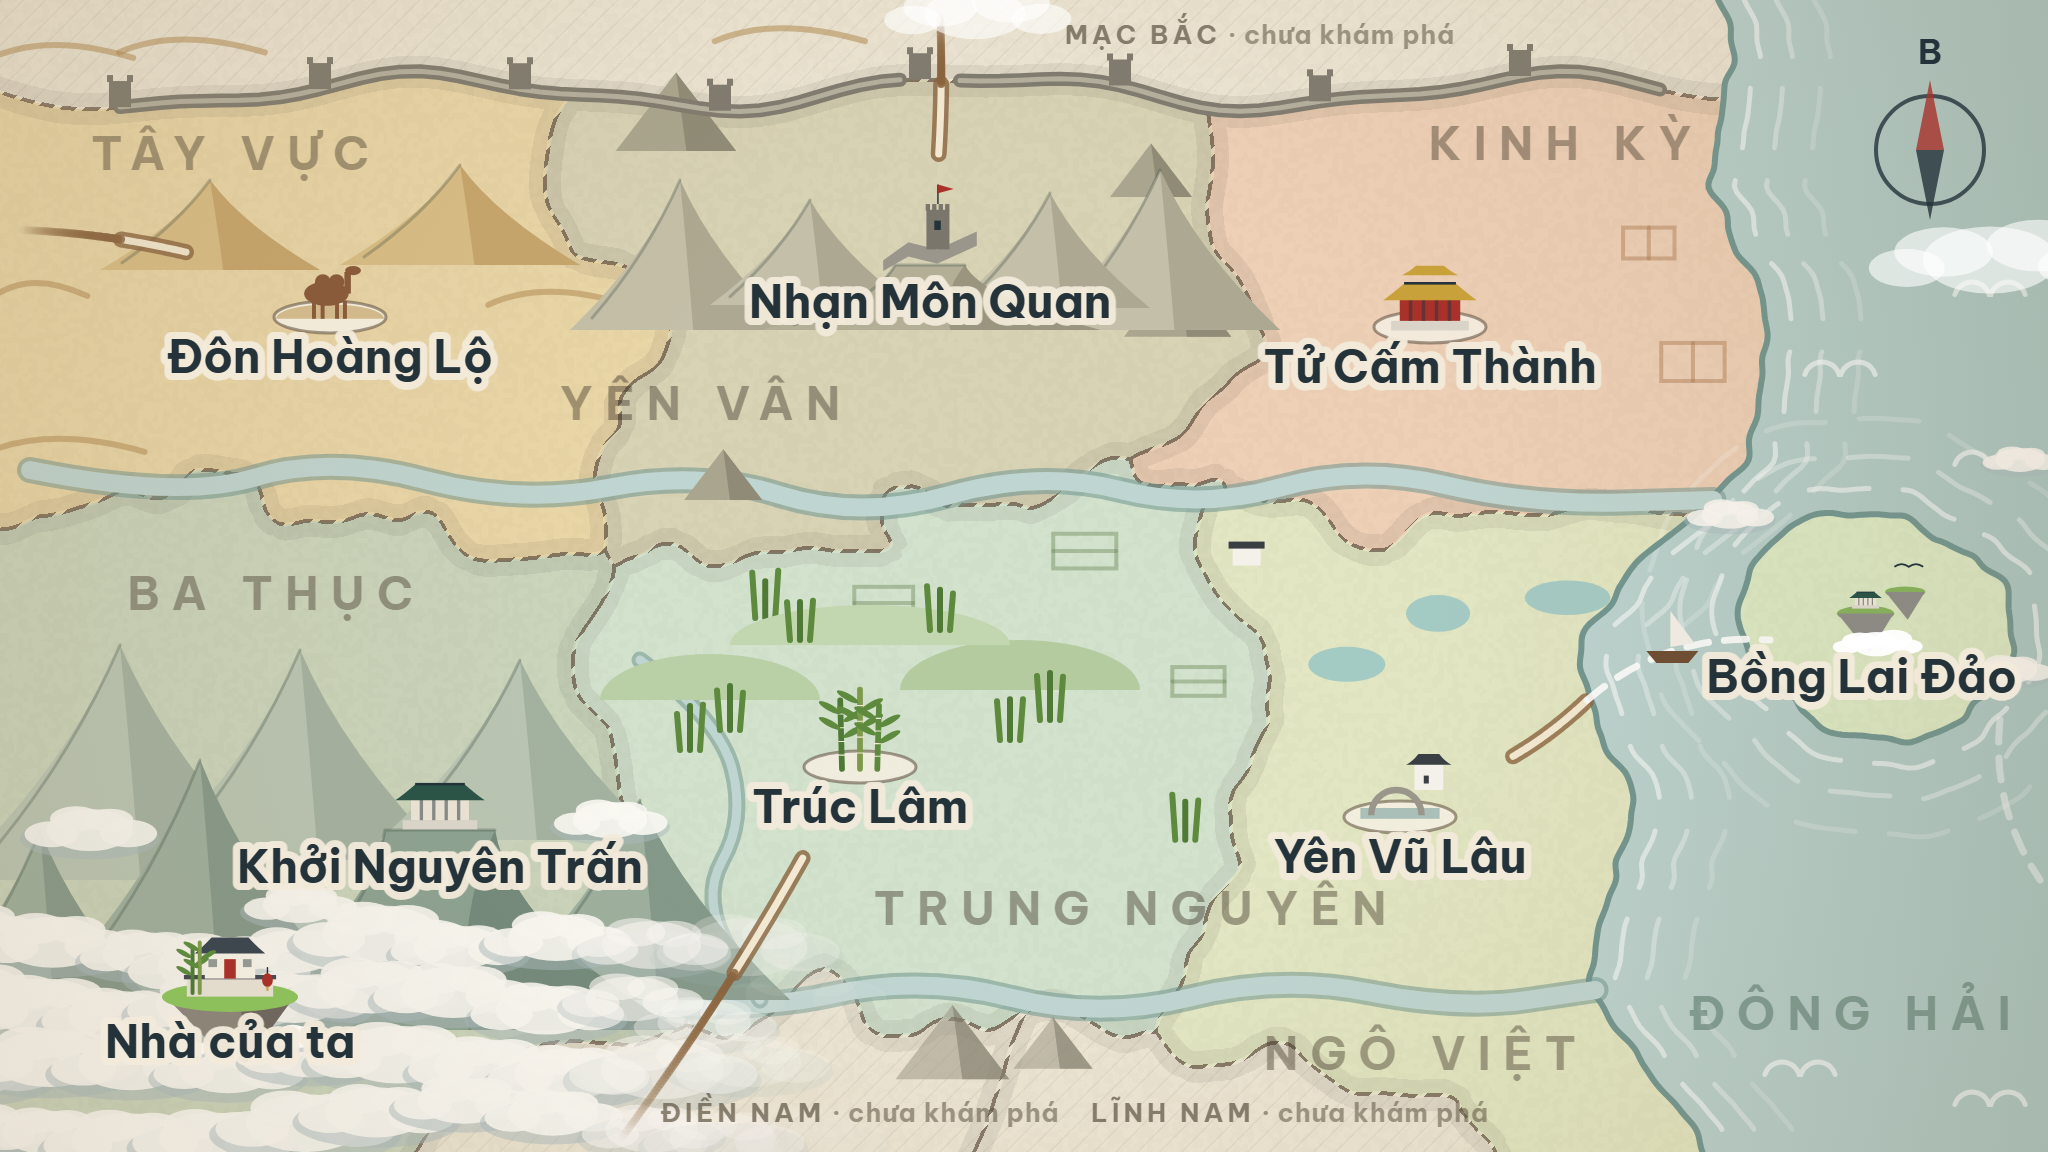 MẠC BẮC · chưa khám phá
B
TÂY VỰC
KINH KỲ
Nhạn Môn Quan
Đôn Hoàng Lộ
Tử Cấm Thành
YÊN VÂN
BA THỤC
Bồng Lai Đảo
Trúc Lâm
Yên Vũ Lâu
Khởi Nguyên Trấn
TRUNG NGUYÊN
ĐÔNG HẢI
Nhà của ta
NGÔ VIỆT
ĐIỀN NAM · chưa khám phá
LĨNH NAM · chưa khám phá